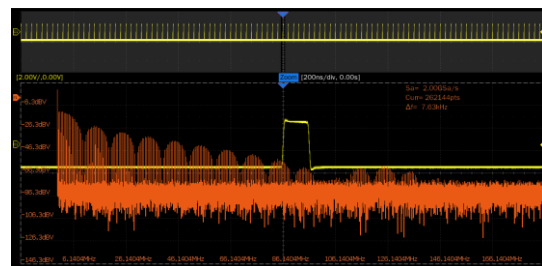 [2.00V/,0.00V]
Zoom [200ns/div, 0.00s]
Sa= 2.00GSa/s
Cur= 262144pts
Δf= 7.63kHz
-6.3dBV
-26.3dBV
-46.3dBV
-86.3dBV
-106.3dBV
-126.3dBV
-146.3dBV
6.1404MHz 26.1404MHz 46.1404MHz 66.1404MHz 86.1404MHz 106.1404MHz 126.1404MHz 146.1404MHz 166.1404MHz